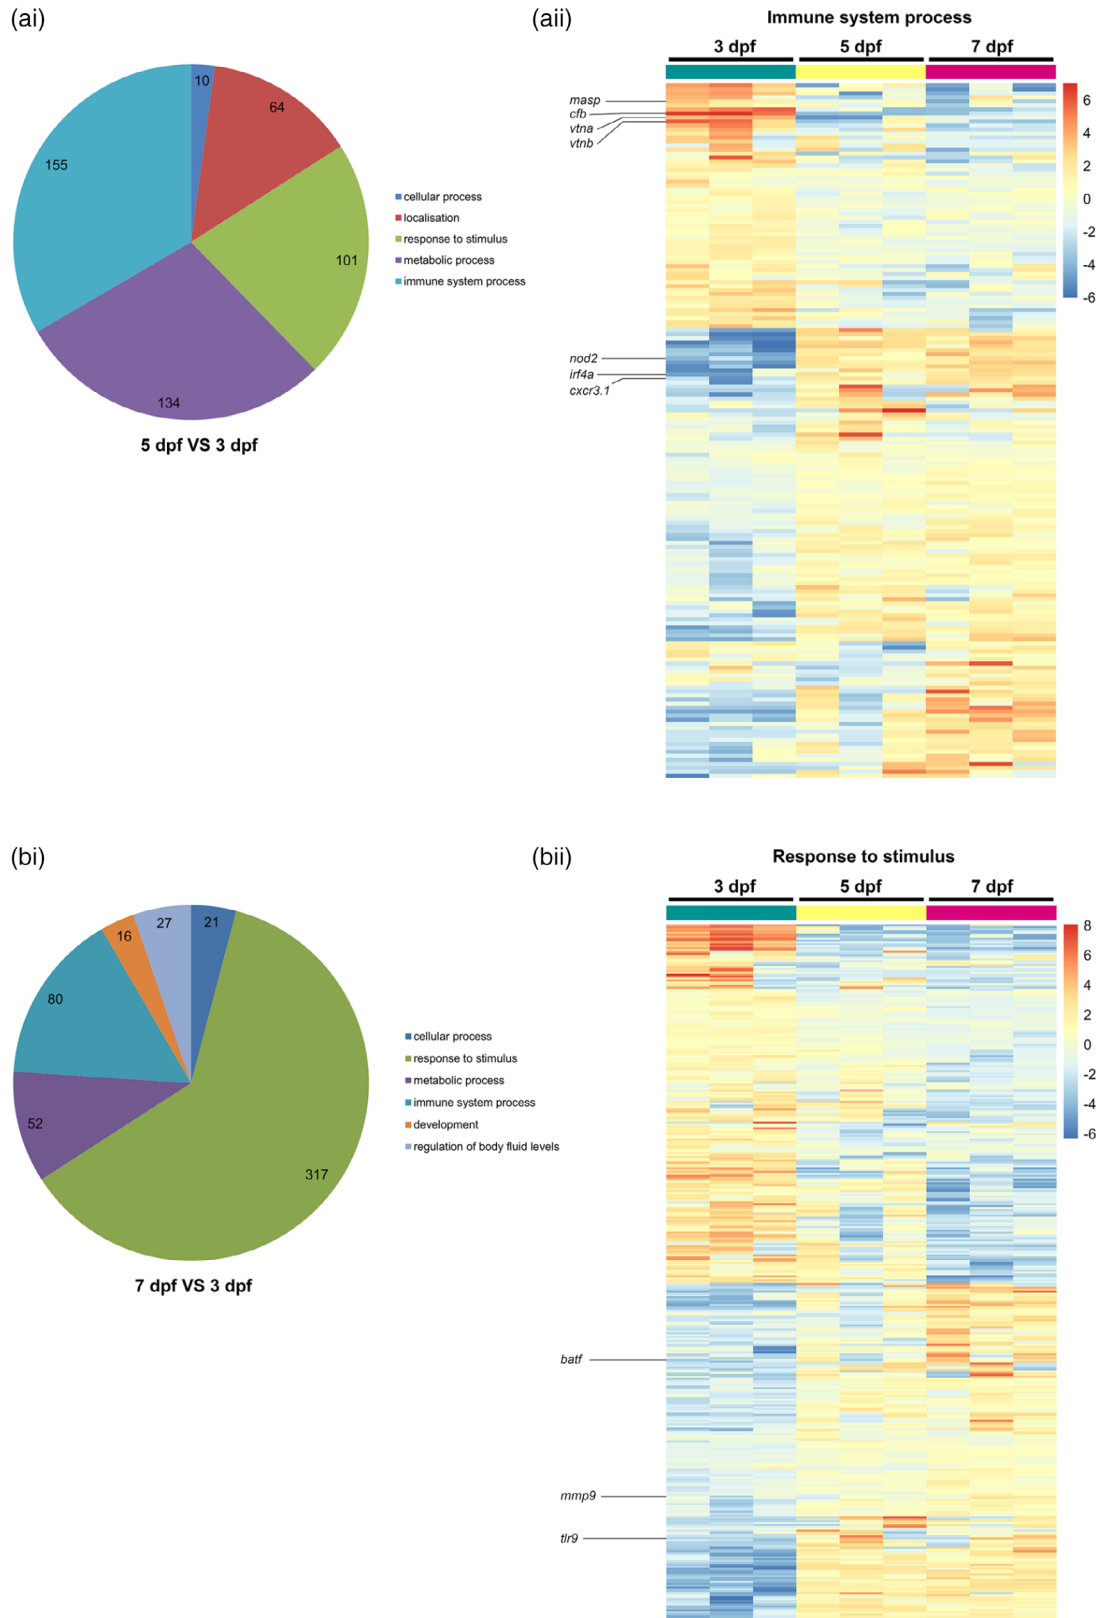 (ai)
10
64
155
101
134
cellular process
localisation
response to stimulus
metabolic process
immune system process
5 dpf VS 3 dpf
(aii)
Immune system process
3 dpf 5 dpf 7 dpf
masp
cfb
vtna
vtnb
nod2
irf4a
cxcr3.1
6
4
2
0
-2
-4
-6
(bi)
27
21
16
80
52
317
cellular process
response to stimulus
metabolic process
immune system process
development
regulation of body fluid levels
7 dpf VS 3 dpf
(bii)
Response to stimulus
3 dpf 5 dpf 7 dpf
batf
mmp9
tlr9
8
6
4
2
0
-2
-4
-6